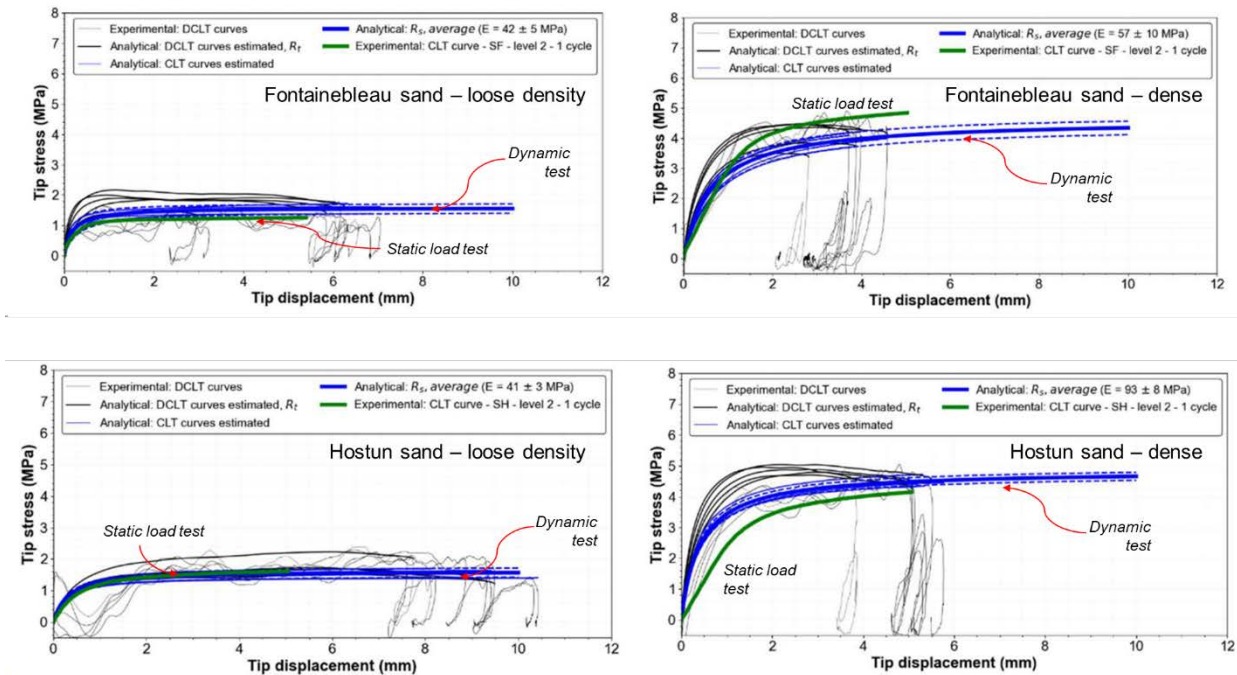 Experimental: DCLT curves
Analytical: DCLT curves estimated, Rt
Analytical: CLT curves estimated
Analytical: Rs, average (E = 42 ± 5 MPa)
Experimental: CLT curve - SF - level 2 - 1 cycle
Fontainebleau sand – loose density
Dynamic
test
Static load test
Tip stress (MPa)
8
7
6
5
4
3
2
1
0
0 2 4 6 8 10 12
Tip displacement (mm)
Experimental: DCLT curves
Analytical: DCLT curves estimated, Rt
Analytical: CLT curves estimated
Analytical: Rs, average (E = 57 ± 10 MPa)
Experimental: CLT curve - SF - level 2 - 1 cycle
Fontainebleau sand – dense
Static load test
Dynamic
test
Tip stress (MPa)
8
7
6
5
4
3
2
1
0
0 2 4 6 8 10 12
Tip displacement (mm)
Experimental: DCLT curves
Analytical: DCLT curves estimated, Rt
Analytical: CLT curves estimated
Analytical: Rs, average (E = 41 ± 3 MPa)
Experimental: CLT curve - SH - level 2 - 1 cycle
Hostun sand – loose density
Static load test
Dynamic
test
Tip stress (MPa)
8
7
6
5
4
3
2
1
0
0 2 4 6 8 10 12
Tip displacement (mm)
Experimental: DCLT curves
Analytical: DCLT curves estimated, Rt
Analytical: CLT curves estimated
Analytical: Rs, average (E = 93 ± 8 MPa)
Experimental: CLT curve - SH - level 2 - 1 cycle
Hostun sand – dense
Dynamic
test
Static load
test
Tip stress (MPa)
8
7
6
5
4
3
2
1
0
0 2 4 6 8 10 12
Tip displacement (mm)